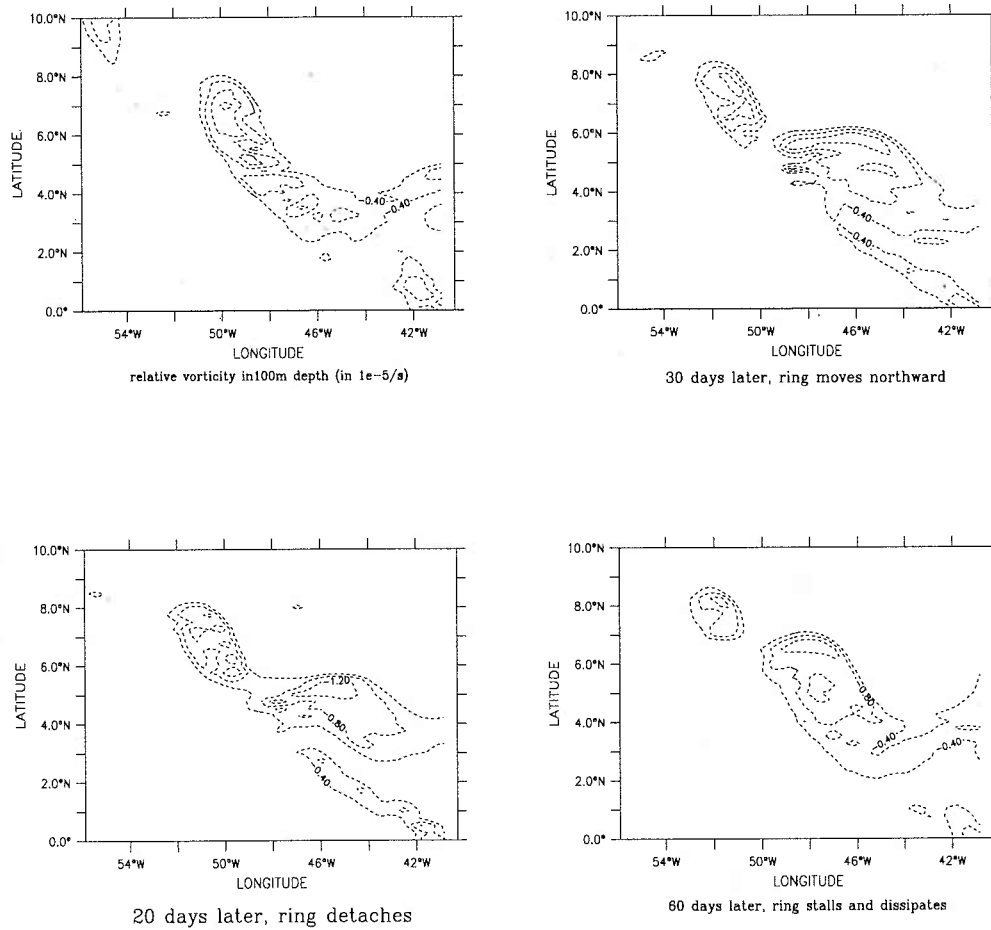 10.0°N
8.0°N
6.0°N
4.0°N
2.0°N
0.0°
LATITUDE
-0.40
-0.40
54°W 50°W 46°W 42°W
LONGITUDE
relative vorticity in100m depth (in 1e-5/s)
10.0°N
8.0°N
6.0°N
4.0°N
2.0°N
0.0°
LATITUDE
-0.40
-0.40
54°W 50°W 46°W 42°W
LONGITUDE
30 days later, ring moves northward
10.0°N
8.0°N
6.0°N
4.0°N
2.0°N
0.0°
LATITUDE
-1.20
-0.80
-0.40
54°W 50°W 46°W 42°W
LONGITUDE
20 days later, ring detaches
10.0°N
8.0°N
6.0°N
4.0°N
2.0°N
0.0°
LATITUDE
-0.80
-0.40
-0.40
54°W 50°W 46°W 42°W
LONGITUDE
60 days later, ring stalls and dissipates